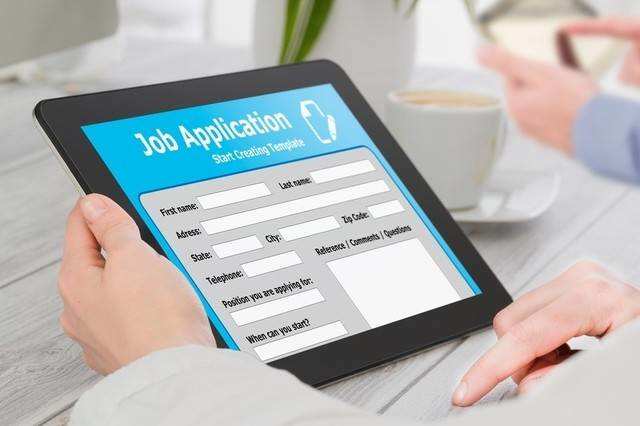 Job Application
Start Creating Template
First name: Last name:
Adress:
State: City: Zip Code:
Telephone: Reference / Comments / Questions
Position you are applying for:
When can you start?